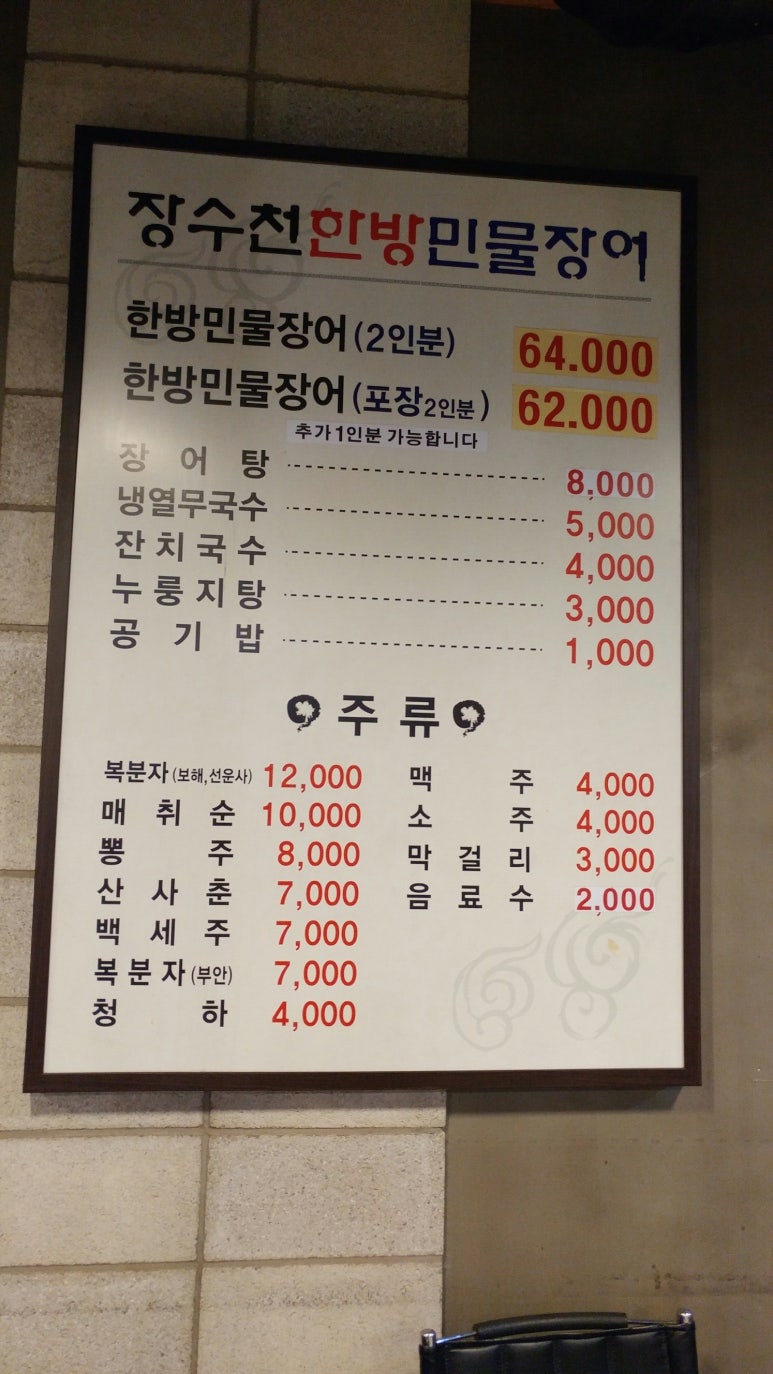 장수천한방민물장어
한방민물장어(2인분) 64.000
한방민물장어(포장2인분) 62.000
추가1인분 가능합니다
장어탕 8.000
냉열무국수 5,000
잔치국수 4,000
누룽지탕 3,000
공기밥 1,000
주류
복분자(보해,선운사) 12,000
매취순 10,000
뽕주 8,000
산사춘 7,000
백세주 7,000
복분자(부안) 7,000
청하 4,000
맥주 4,000
소주 4,000
막걸리 3,000
음료수 2.000